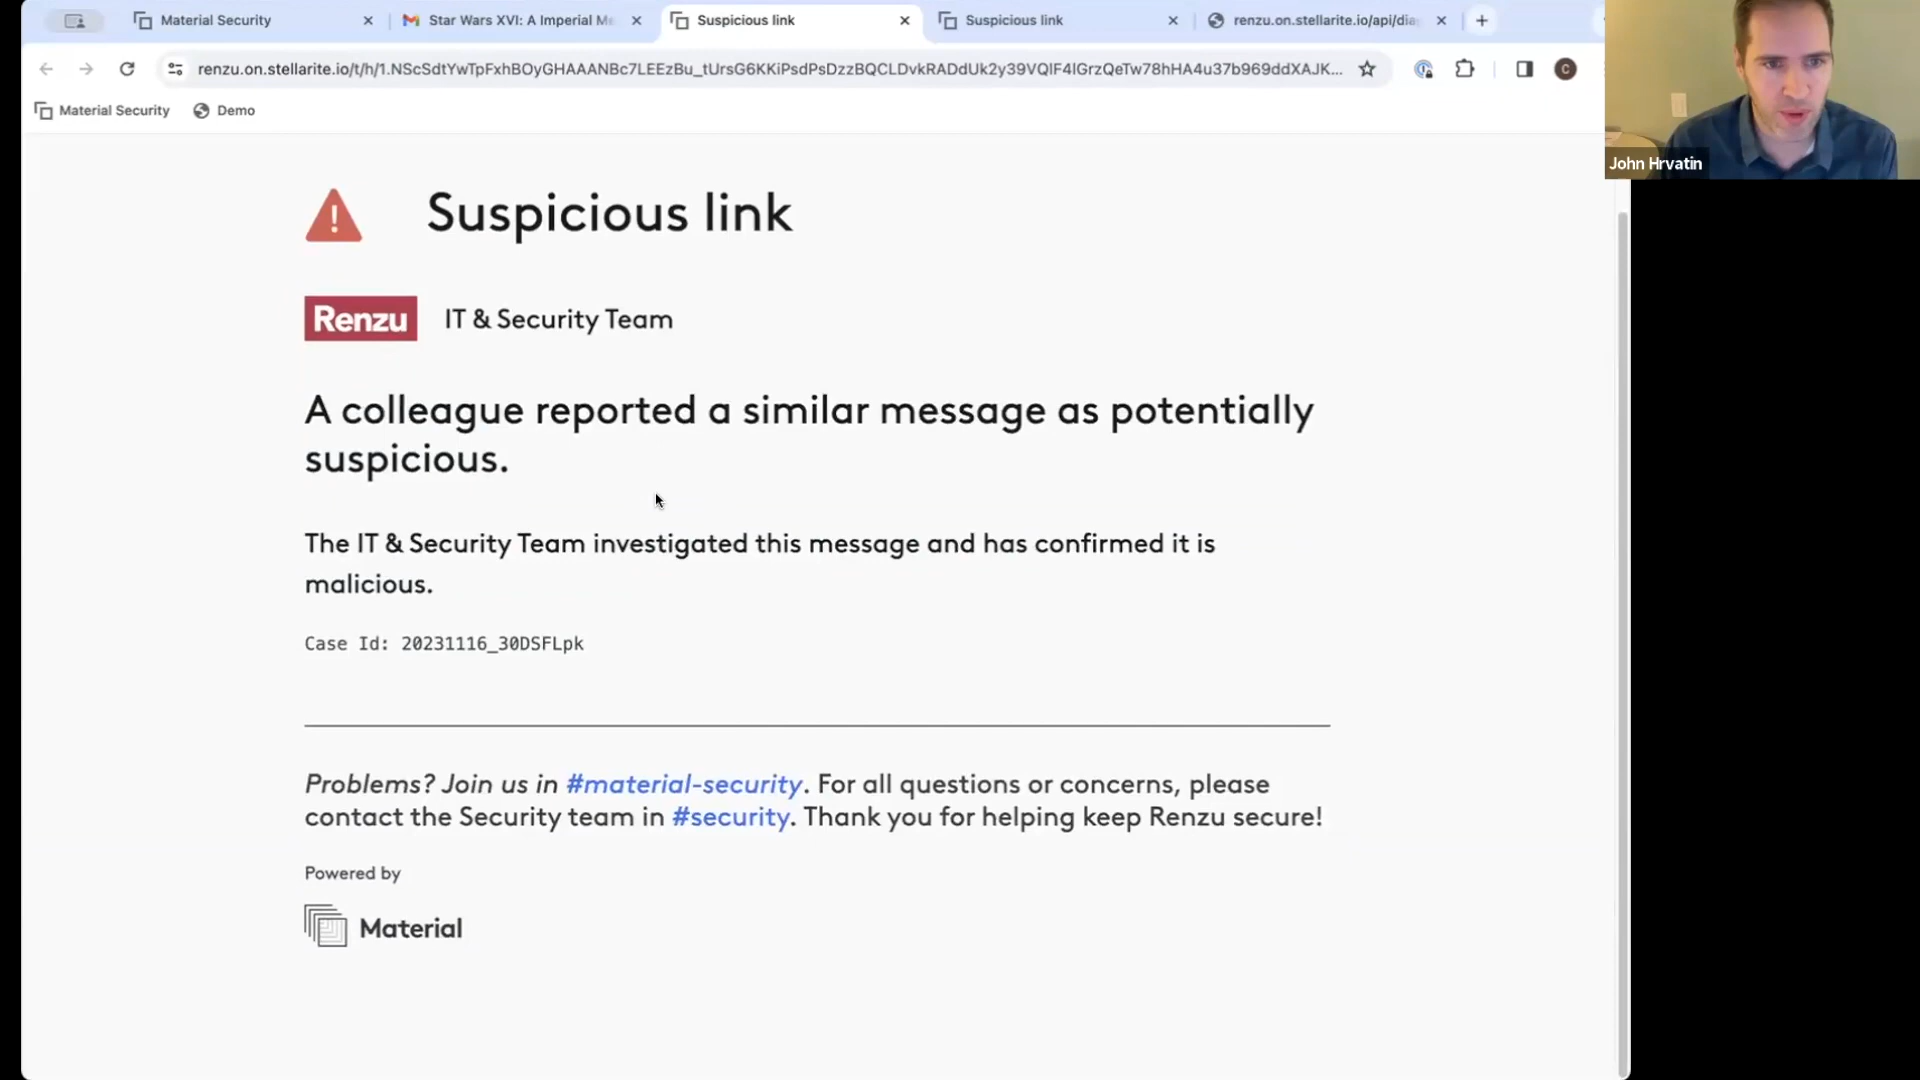 Material Security
Star Wars XVI: A Imperial Me
Suspicious link
Suspicious link
renzu.on.stellarite.io/api/dia
renzu.on.stellarite.io/t/h/1.NScSdtYwTpFxhBOyGHAAANBc7LEEzBu_tUrsG6KKiPsdPsDzzBQCLDvkRADdUk2y39VQIF4lGrzQeTw78hHA4u37b969ddXAJK...
C
Material Security
Demo
John Hrvatin
Suspicious link
Renzu
IT & Security Team
A colleague reported a similar message as potentially
suspicious.
The IT & Security Team investigated this message and has confirmed it is
malicious.
Case Id: 20231116_30DSFLpk
Problems? Join us in #material-security. For all questions or concerns, please
contact the Security team in #security. Thank you for helping keep Renzu secure!
Powered by
Material